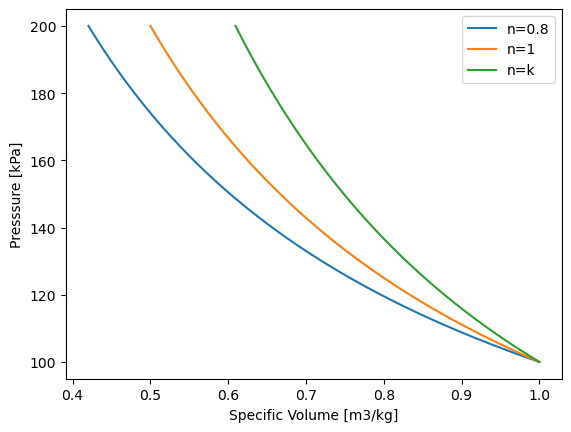 200
180
160
140
120
100
Presssure [kPa]
n=0.8
n=1
n=k
0.4 0.5 0.6 0.7 0.8 0.9 1.0
Specific Volume [m3/kg]